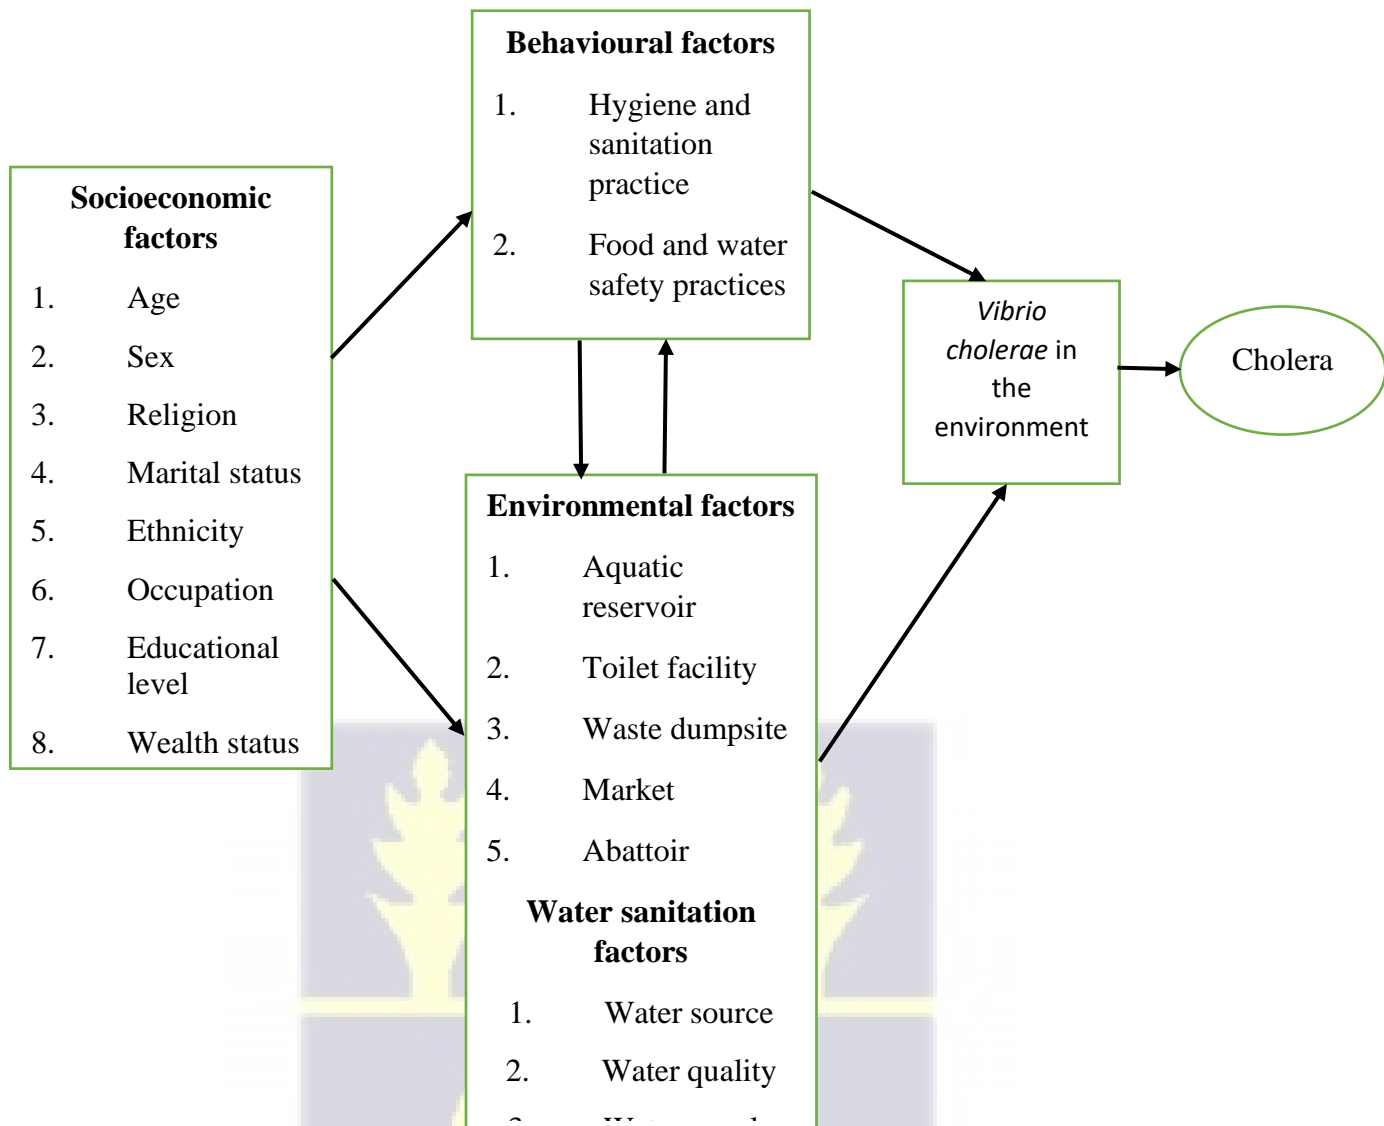 Behavioural factors
1. Hygiene and
sanitation
practice
2. Food and water
safety practices
Socioeconomic
factors
1. Age
2. Sex
3. Religion
4. Marital status
5. Ethnicity
6. Occupation
7. Educational
level
8. Wealth status
Environmental factors
1. Aquatic
reservoir
2. Toilet facility
3. Waste dumpsite
4. Market
5. Abattoir
Water sanitation
factors
1. Water source
2. Water quality
Vibrio
cholerae in
the
environment
Cholera